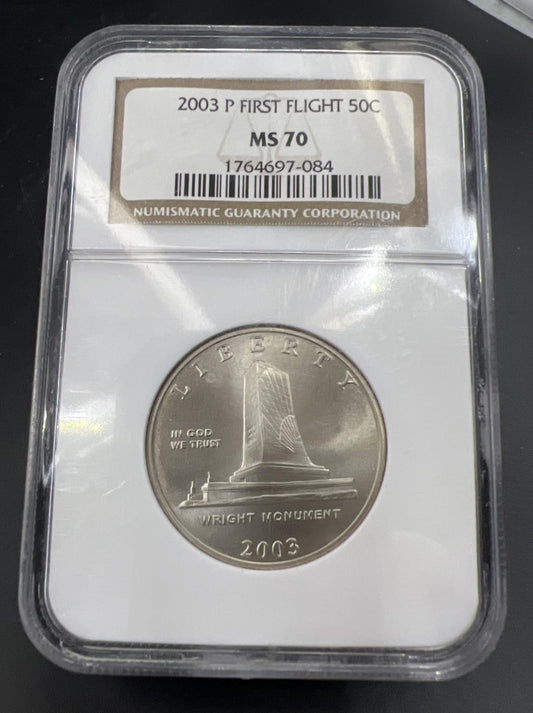 2003 P FIRST FLIGHT 50C
MS 70
1764697-084
NUMISMATIC GUARANTY CORPORATION
LIBERTY
IN GOD
WE TRUST
WRIGHT MONUMENT
2003